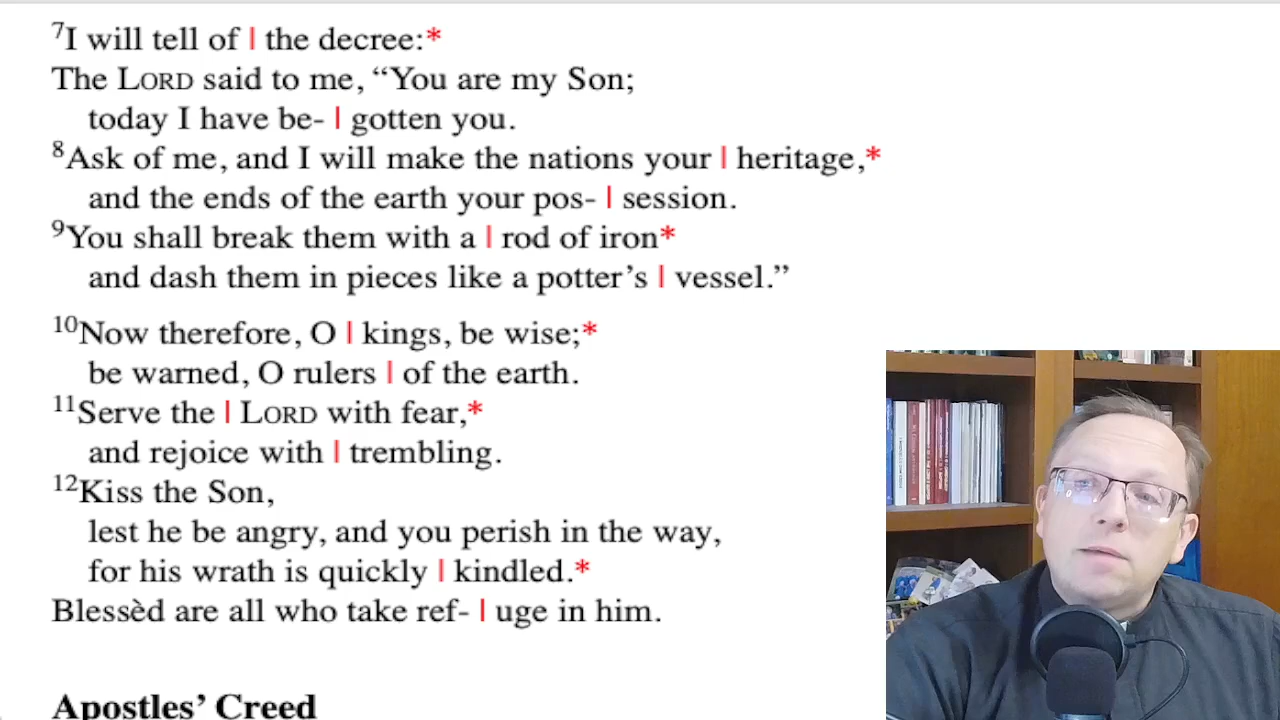 ⁷I will tell of | the decree:*
The LORD said to me, “You are my Son;
today I have be- | gotten you.
⁸Ask of me, and I will make the nations your | heritage,*
and the ends of the earth your pos- | session.
⁹You shall break them with a | rod of iron*
and dash them in pieces like a potter’s | vessel.”
¹⁰Now therefore, O | kings, be wise;*
be warned, O rulers | of the earth.
¹¹Serve the | LORD with fear,*
and rejoice with | trembling.
¹²Kiss the Son,
lest he be angry, and you perish in the way,
for his wrath is quickly | kindled.*
Blessèd are all who take ref- | uge in him.
Apostles’ Creed